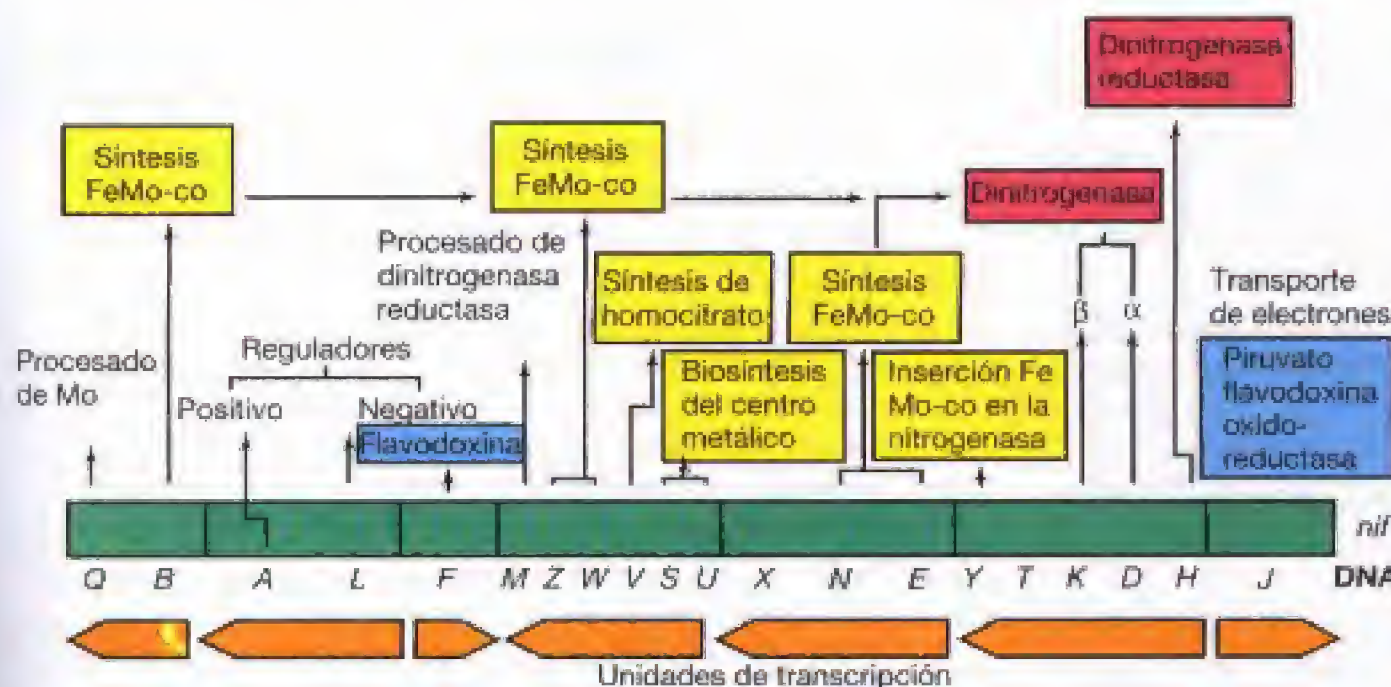 Dinitrogenasa
reductasa
Síntesis
FeMo-co
Síntesis
FeMo-co
Dinitrogenasa
Procesado de
dinitrogenasa
reductasa
Síntesis de
homocitrato
Síntesis
FeMo-co
β
α
Transporte
de electrones
Procesado
de Mo
Reguladores
Positivo
Negativo
Flavodoxina
Biosíntesis
del centro
metálico
Inserción Fe
Mo-co en la
nitrogenasa
Piruvato
flavodoxina
oxido-
reductasa
nif
Q B A L F M Z W V S U X N E Y T K D H J DNA
Unidades de transcripción